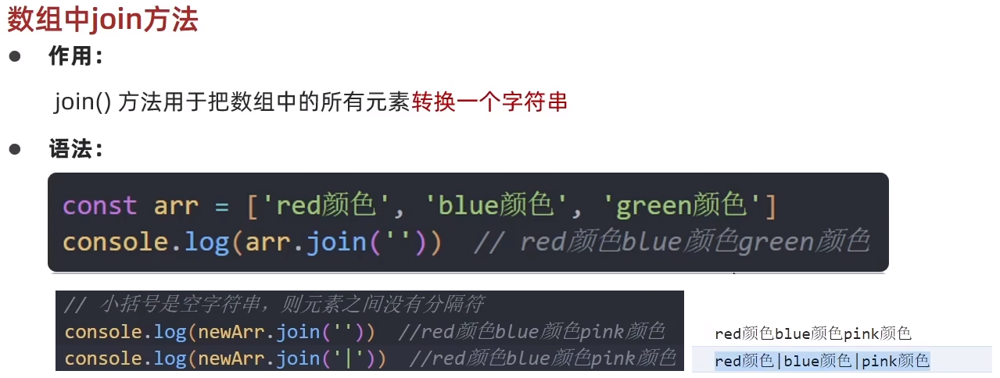 数组中join方法
● 作用：
join() 方法用于把数组中的所有元素转换一个字符串
● 语法：
const arr = ['red颜色', 'blue颜色', 'green颜色']
console.log(arr.join(''))  // red颜色blue颜色green颜色
// 小括号是空字符串，则元素之间没有分隔符
console.log(newArr.join(''))  //red颜色blue颜色pink颜色
console.log(newArr.join('|'))  //red颜色blue颜色pink颜色
red颜色blue颜色pink颜色
red颜色|blue颜色|pink颜色